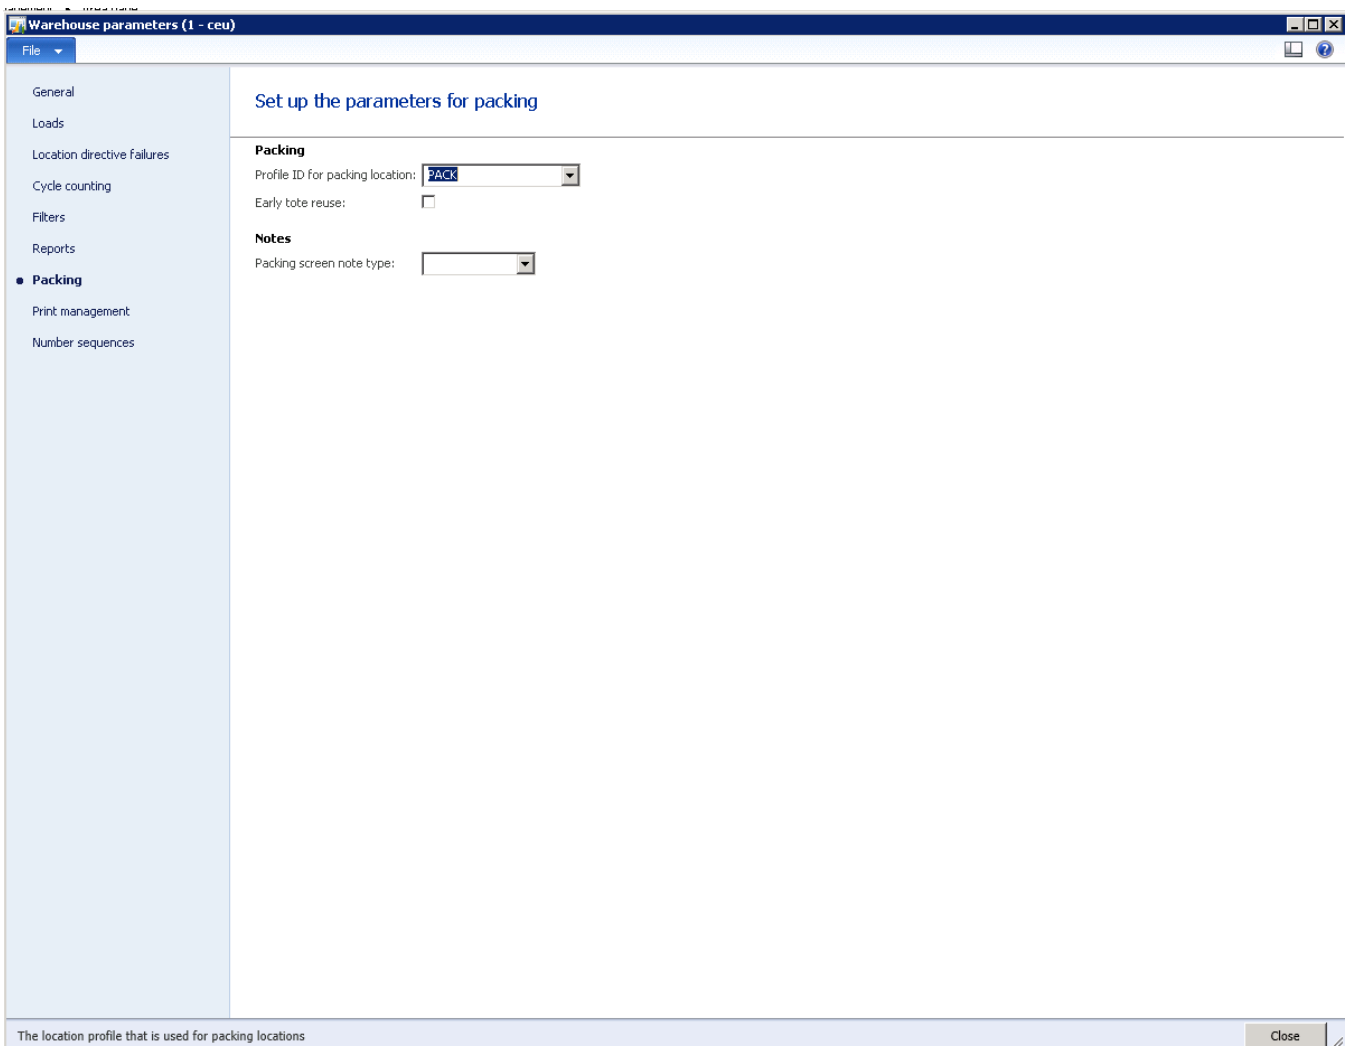 Warehouse parameters (1 - ceu)
File
General
Loads
Location directive failures
Cycle counting
Filters
Reports
Packing
Print management
Number sequences
Set up the parameters for packing
Packing
Profile ID for packing location: PACK
Early tote reuse:
Notes
Packing screen note type:
The location profile that is used for packing locations
Close